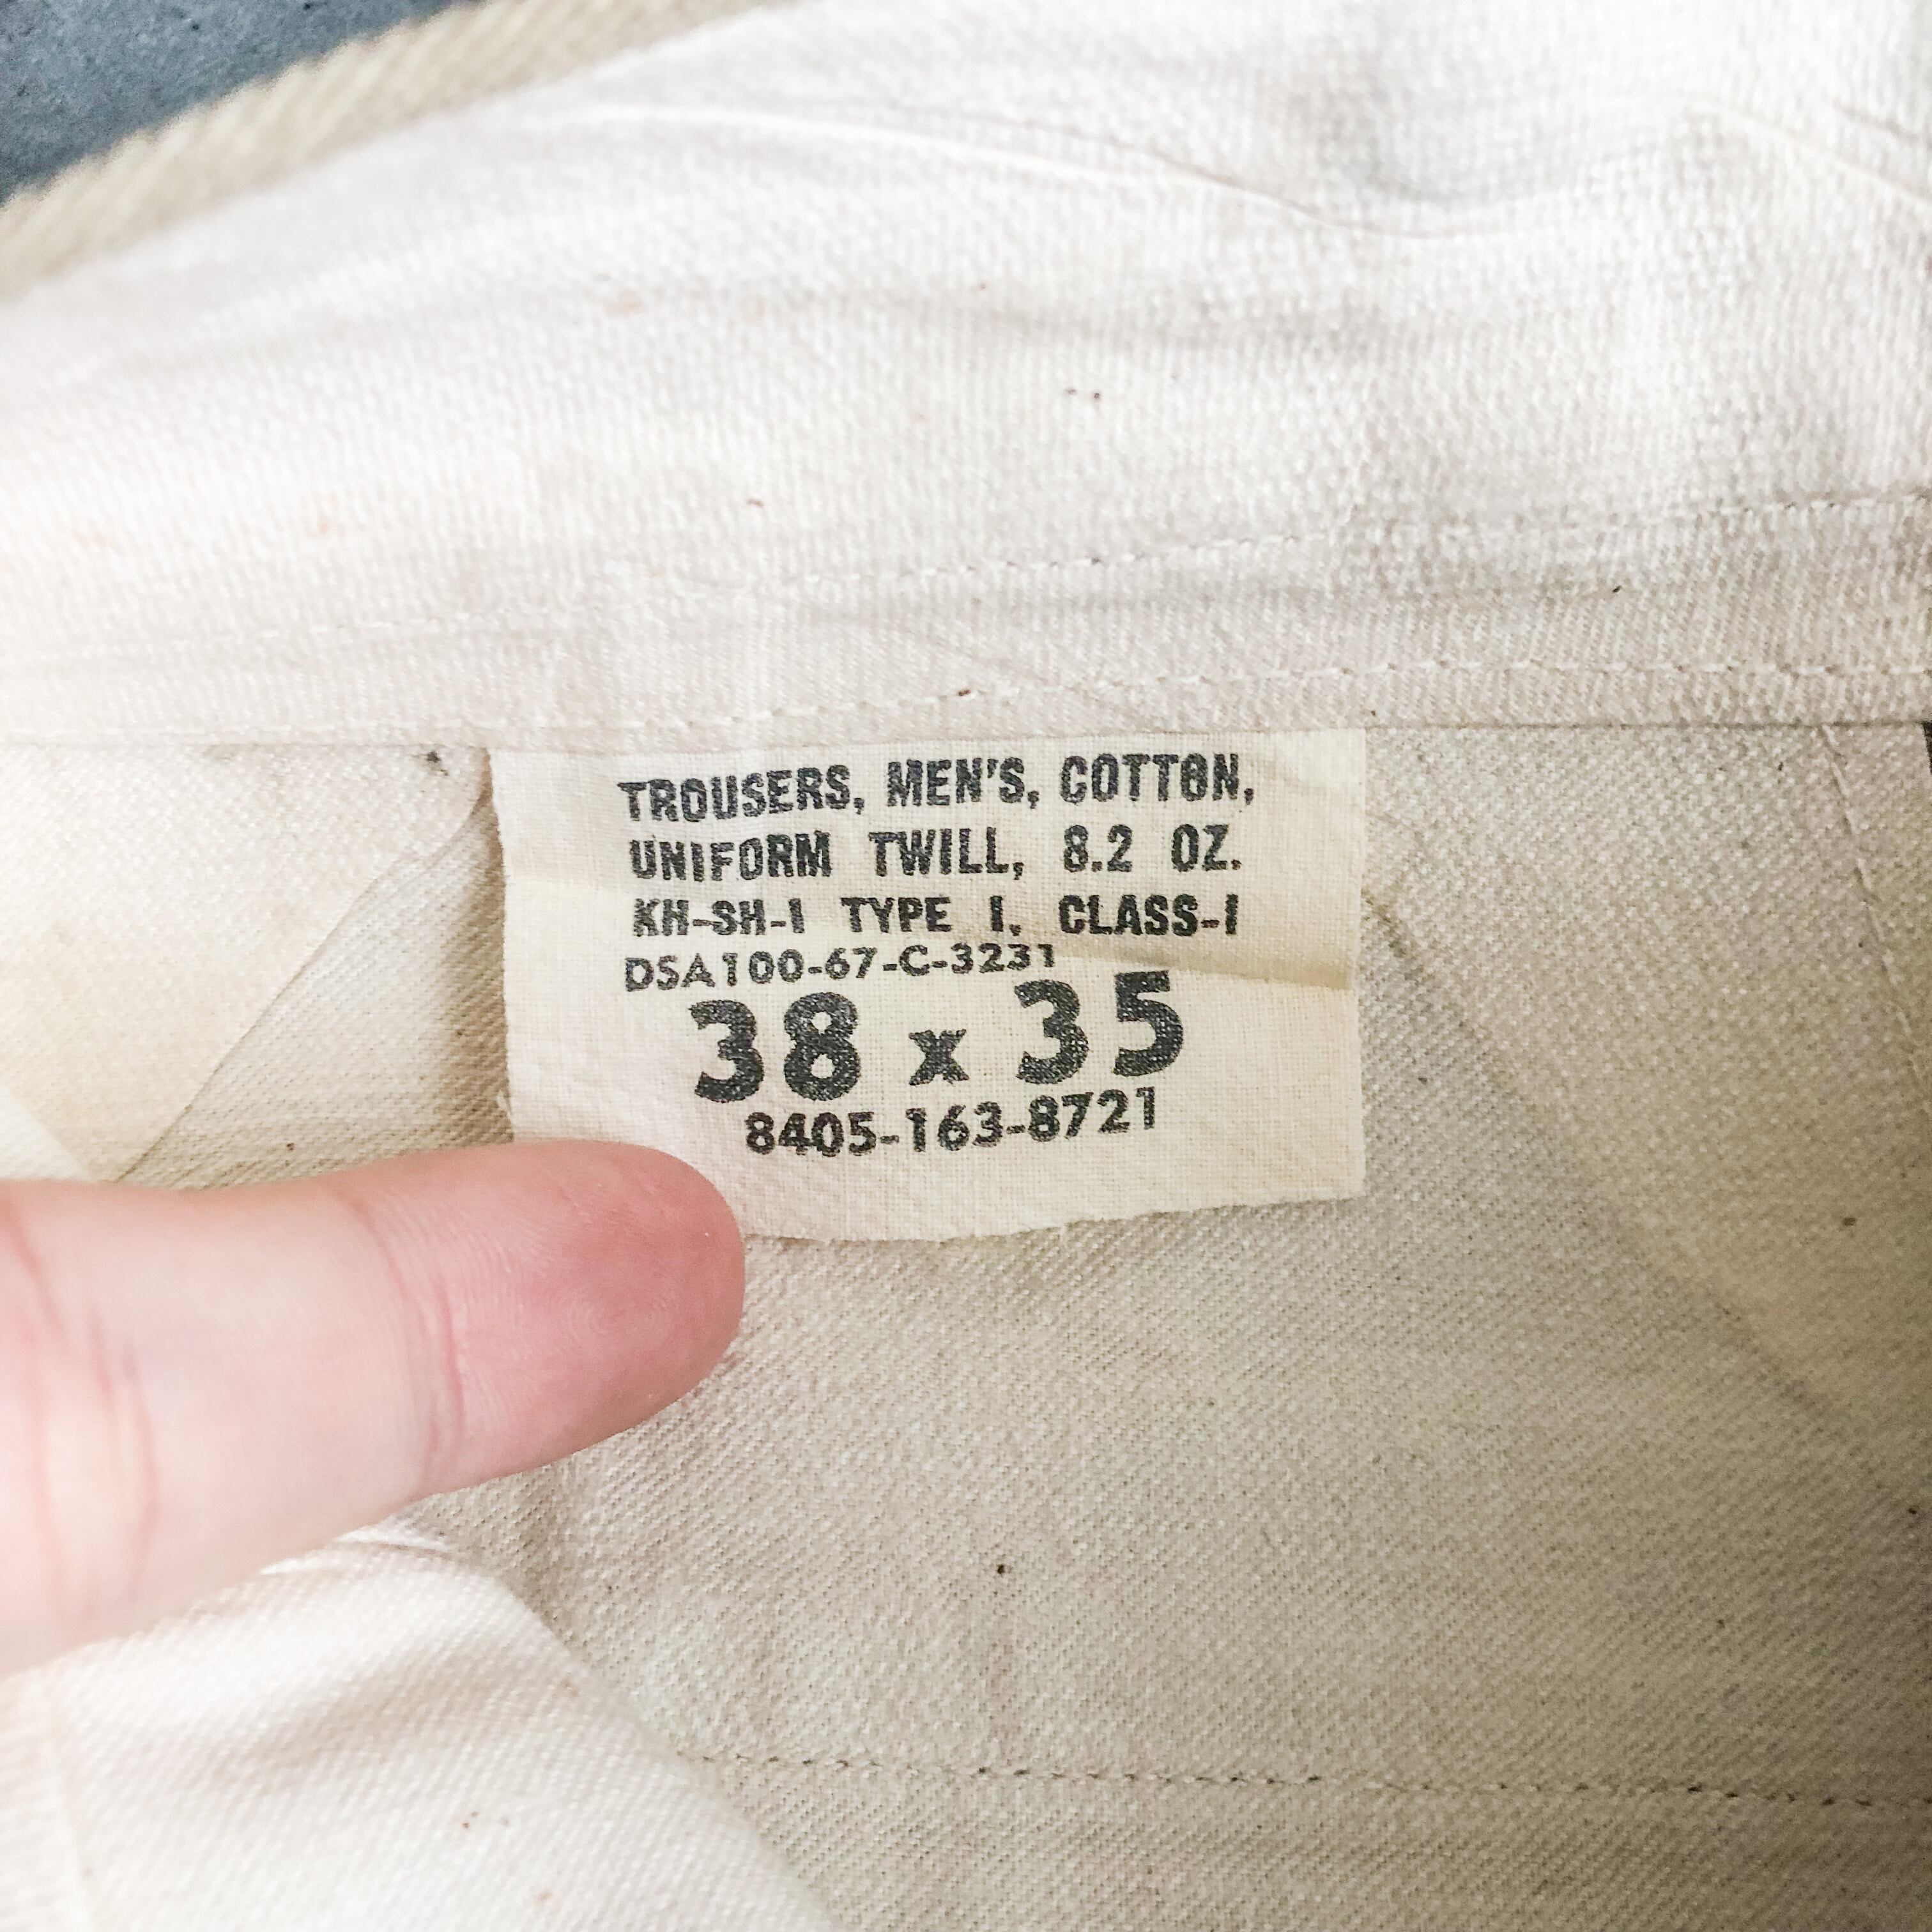 TROUSERS, MEN'S, COTTON,
UNIFORM TWILL, 8.2 OZ.
KH-SH-1 TYPE I, CLASS-1
DSA100-67-C-3231
38 x 35
8405-163-8721